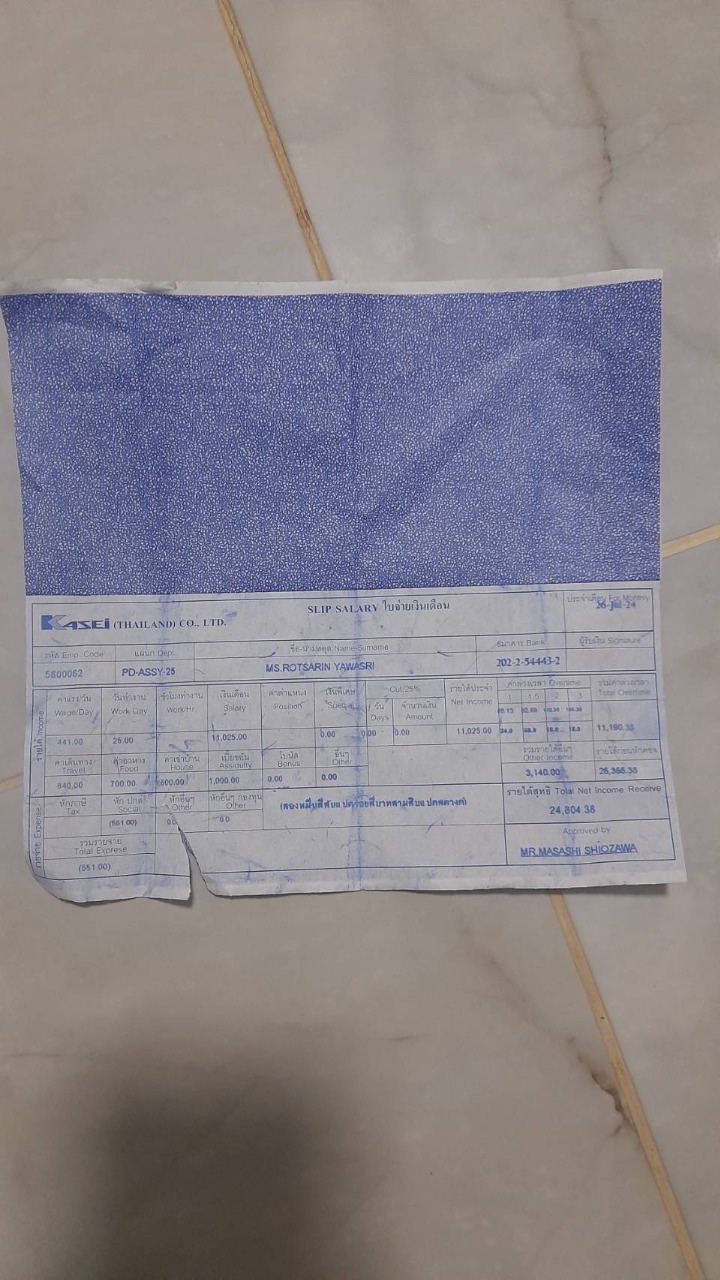 KASEI (THAILAND) CO., LTD.
SLIP SALARY ใบจ่ายเงินเดือน
ประจำเดือน For Monthly
26-Jul-24
รหัส Emp. Code
แผนก Dep.
ชื่อ-นามสกุล Name-Surname
ธนาคาร Bank
ผู้รับเงิน Signature
5800062
PD-ASSY-25
MS.ROTSARIN YAWASRI
202-2-54443-2
รายได้ Income
ค่าแรง/วัน วันทำงาน ชั่วโมงทำงาน เงินเดือน ค่าตำแหน่ง เงินพิเศษ Cut 25% รายได้ประจำ ค่าล่วงเวลา Overtime รวมค่าล่วงเวลา
Wage/Day Work Day Work/Hr. Salary Position Special วัน Days จำนวนเงิน Amount Net Income 1 1.5 2 3 Total Overtime
441.00 25.00 11,025.00 0.00 0.00 0.00 11,025.00 11,190.38
ค่าเดินทาง ค่าอาหาร ค่าเช่าบ้าน เบี้ยขยัน โบนัส อื่นๆ รวมรายได้อื่นๆ
Travel Food House Assiduity Bonus Other Other Income
840.00 700.00 600.00 1,000.00 0.00 0.00 3,140.00 25,355.38
รายจ่าย Expense
หักภาษี หัก ปกส หักอื่นๆ หักอื่นๆ กองทุน
Tax Social Other Other
(551.00) 0.0
รายได้สุทธิ Total Net Income Receive
24,804.38
รวมรายจ่าย
Total Exprese
(551.00)
Approved by
MR.MASASHI SHIOZAWA